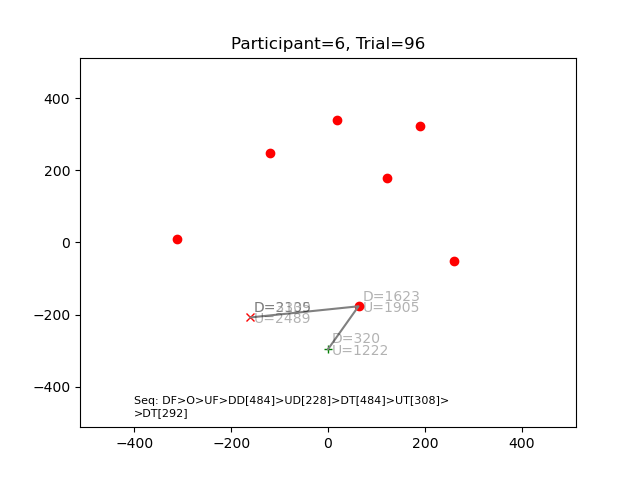 Participant=6, Trial=96
400
200
0
−200
−400
D=1623
U=1905
U=2489
D=320
U=1222
Seq: DF>O>UF>DD[484]>UD[228]>DT[484]>UT[308]>
>DT[292]
−400
−200
0
200
400